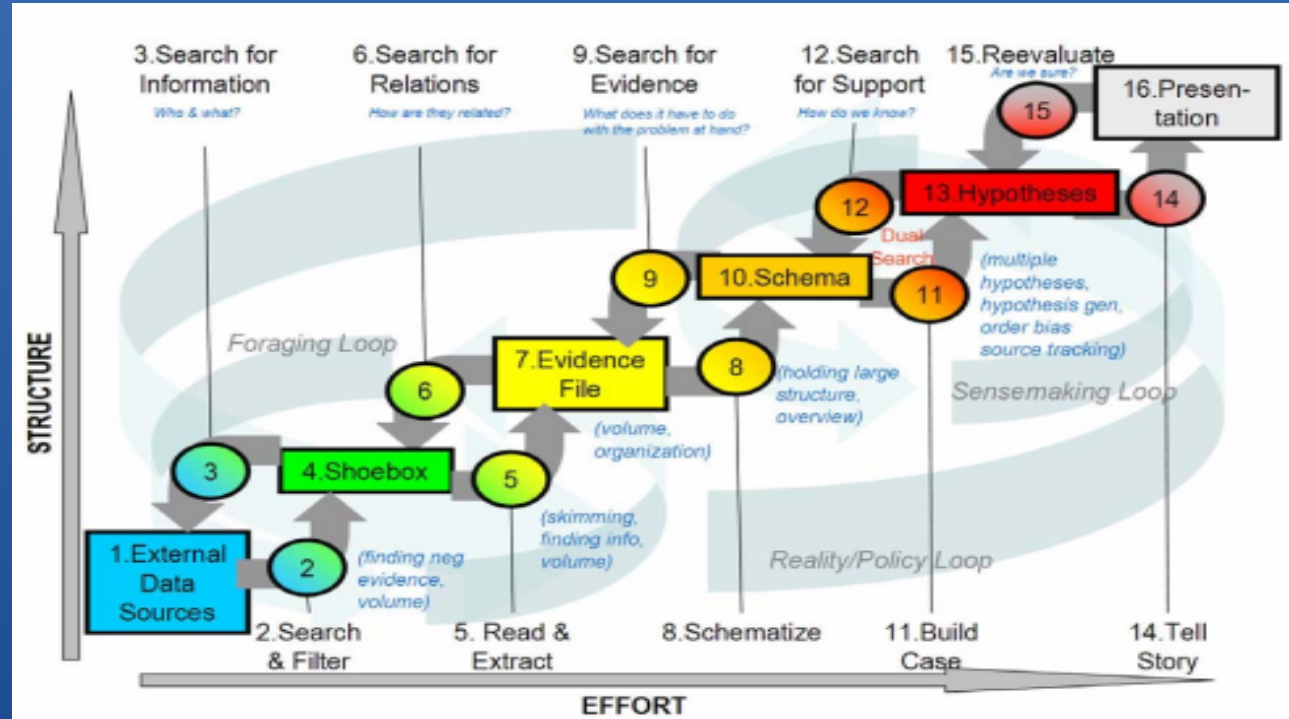 3.Search for
Information
Who & what?
6.Search for
Relations
How are they related?
9.Search for
Evidence
What does it have to do
with the problem at hand?
12.Search
for Support
How do we know?
15.Reevaluate
Are we sure?
16.Presen-
tation
15
13.Hypotheses
14
12
Dual
Search
11
(multiple
hypotheses,
hypothesis gen,
order bias
source tracking)
10.Schema
9
8
(holding large
structure,
overview)
Sensemaking Loop
Foraging Loop
7.Evidence
File
6
(volume,
organization)
4.Shoebox
3
5
(skimming,
finding info,
volume)
Reality/Policy Loop
1.External
Data
Sources
2
(finding neg
evidence,
volume)
2.Search
& Filter
5. Read &
Extract
8.Schematize
11.Build
Case
14.Tell
Story
STRUCTURE
EFFORT